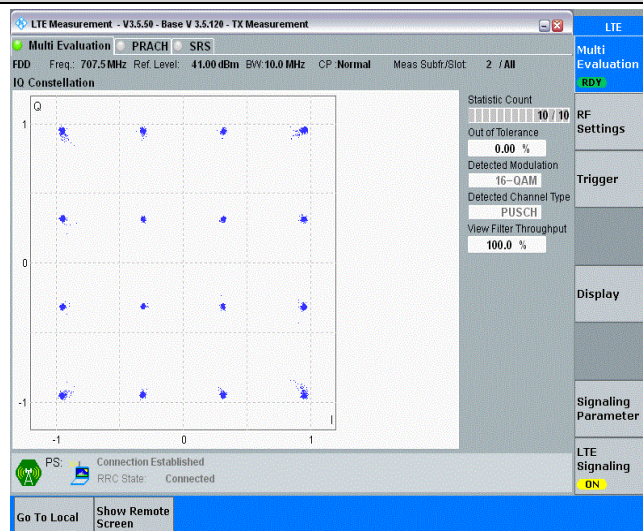 LTE Measurement - V3.5.50 - Base V 3.5.120 - TX Measurement
LTE
Multi Evaluation PRACH SRS
FDD Freq.: 707.5 MHz Ref. Level: 41.00 dBm BW: 10.0 MHz CP: Normal Meas Subfr./Slot 2 / All
IQ Constellation
Q
1
0
-1
-1 0 1
I
Statistic Count
10 / 10
Out of Tolerance
0.00 %
Detected Modulation
16-QAM
Detected Channel Type
PUSCH
View Filter Throughput
100.0 %
Multi
Evaluation
RDY
RF
Settings
Trigger
Display
Signaling
Parameter
LTE
Signaling
ON
PS: Connection Established
RRC State: Connected
Go To Local
Show Remote
Screen